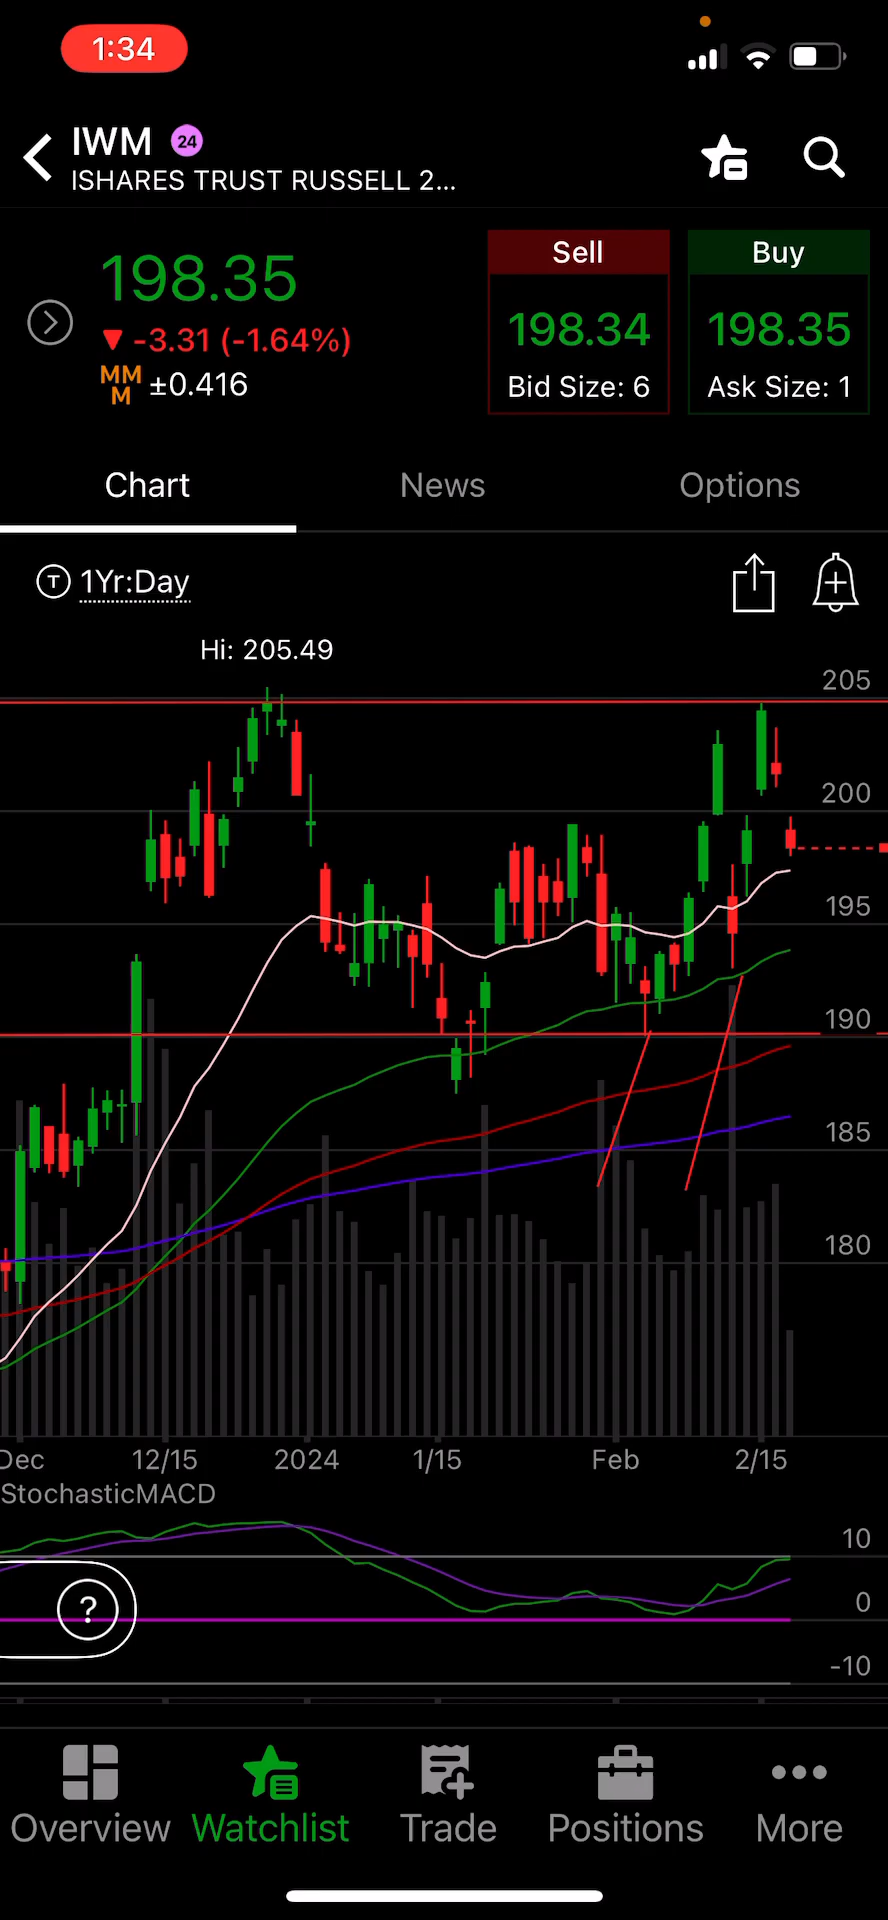 1:34
IWM 24
ISHARES TRUST RUSSELL 2...
198.35
-3.31 (-1.64%)
MMM ±0.416
Sell
198.34
Bid Size: 6
Buy
198.35
Ask Size: 1
Chart
News
Options
T 1Yr:Day
Hi: 205.49
205
200
195
190
185
180
Dec
12/15
2024
1/15
Feb
2/15
StochasticMACD
10
0
-10
?
Overview
Watchlist
Trade
Positions
More